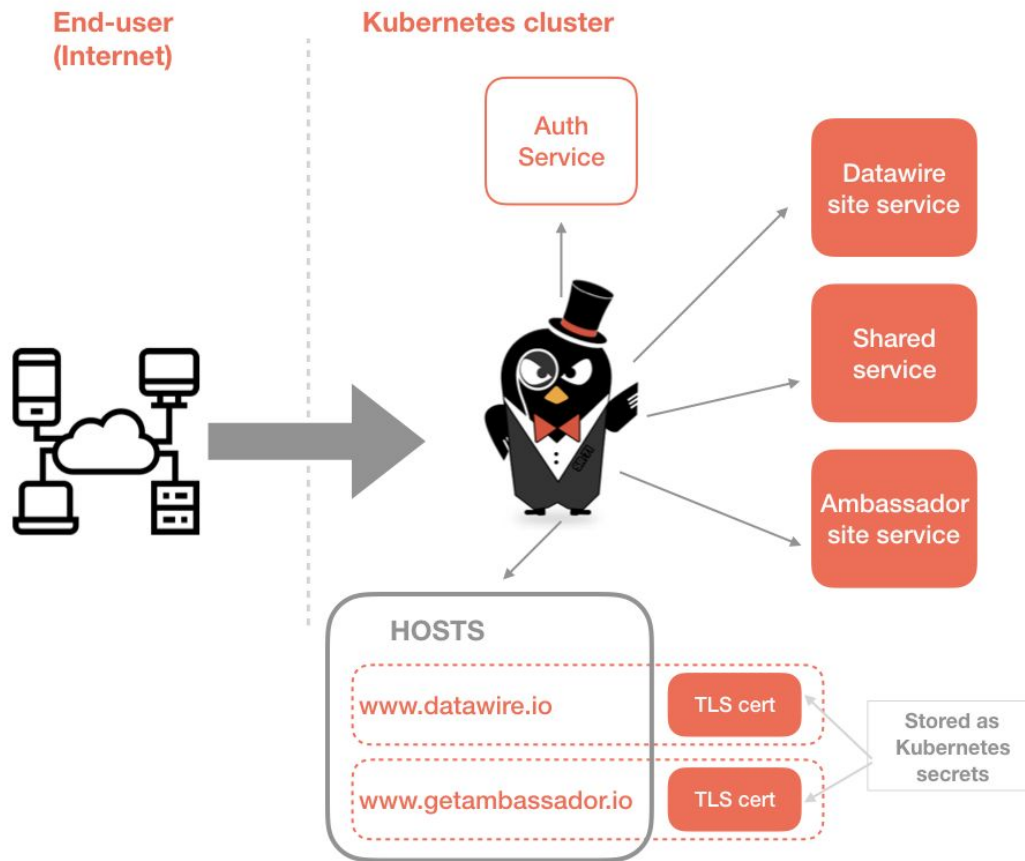 End-user
(Internet)
Kubernetes cluster
Auth
Service
Datawire
site service
Shared
service
Ambassador
site service
HOSTS
www.datawire.io
TLS cert
www.getambassador.io
TLS cert
Stored as
Kubernetes
secrets